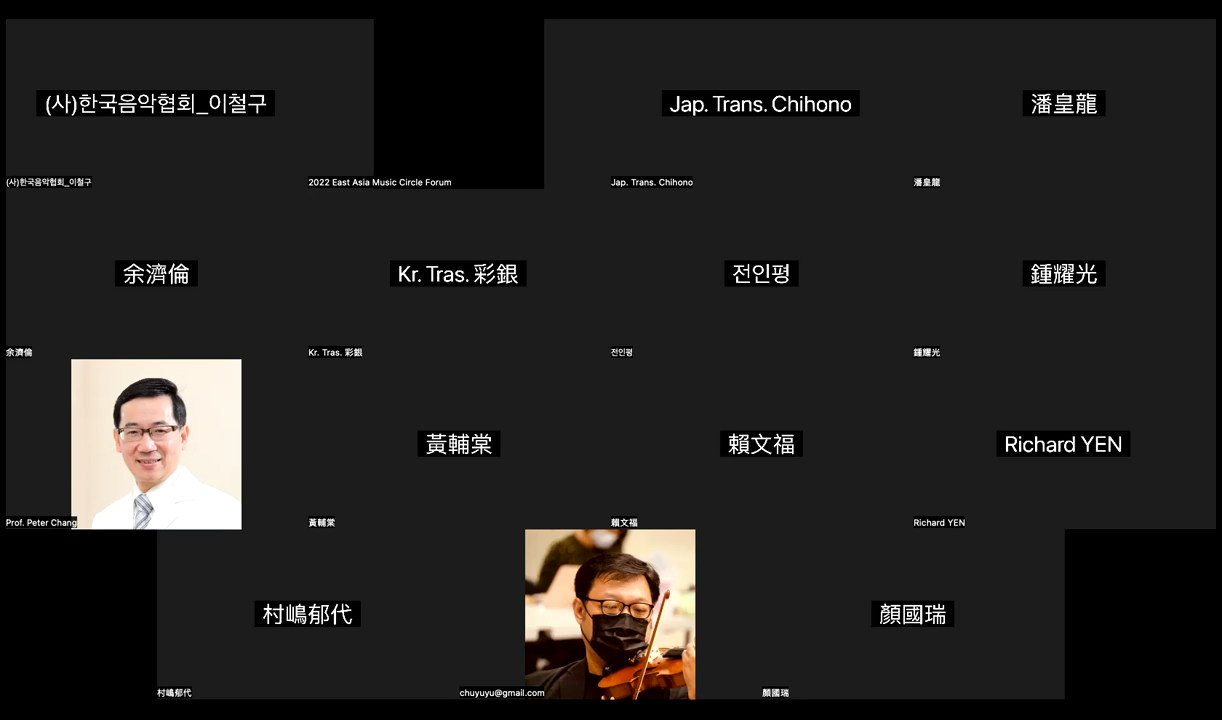 (사)한국음악협회_이철구
Jap. Trans. Chihono
潘皇龍
(사)한국음악협회_이철구
2022 East Asia Music Circle Forum
Jap. Trans. Chihono
潘皇龍
余濟倫
Kr. Tras. 彩銀
전인평
鍾耀光
余濟倫
Kr. Tras. 彩銀
전인평
鍾耀光
黃輔棠
賴文福
Richard YEN
Prof. Peter Chang
黃輔棠
賴文福
Richard YEN
村嶋郁代
顏國瑞
村嶋郁代
chuyuyu@gmail.com
顏國瑞